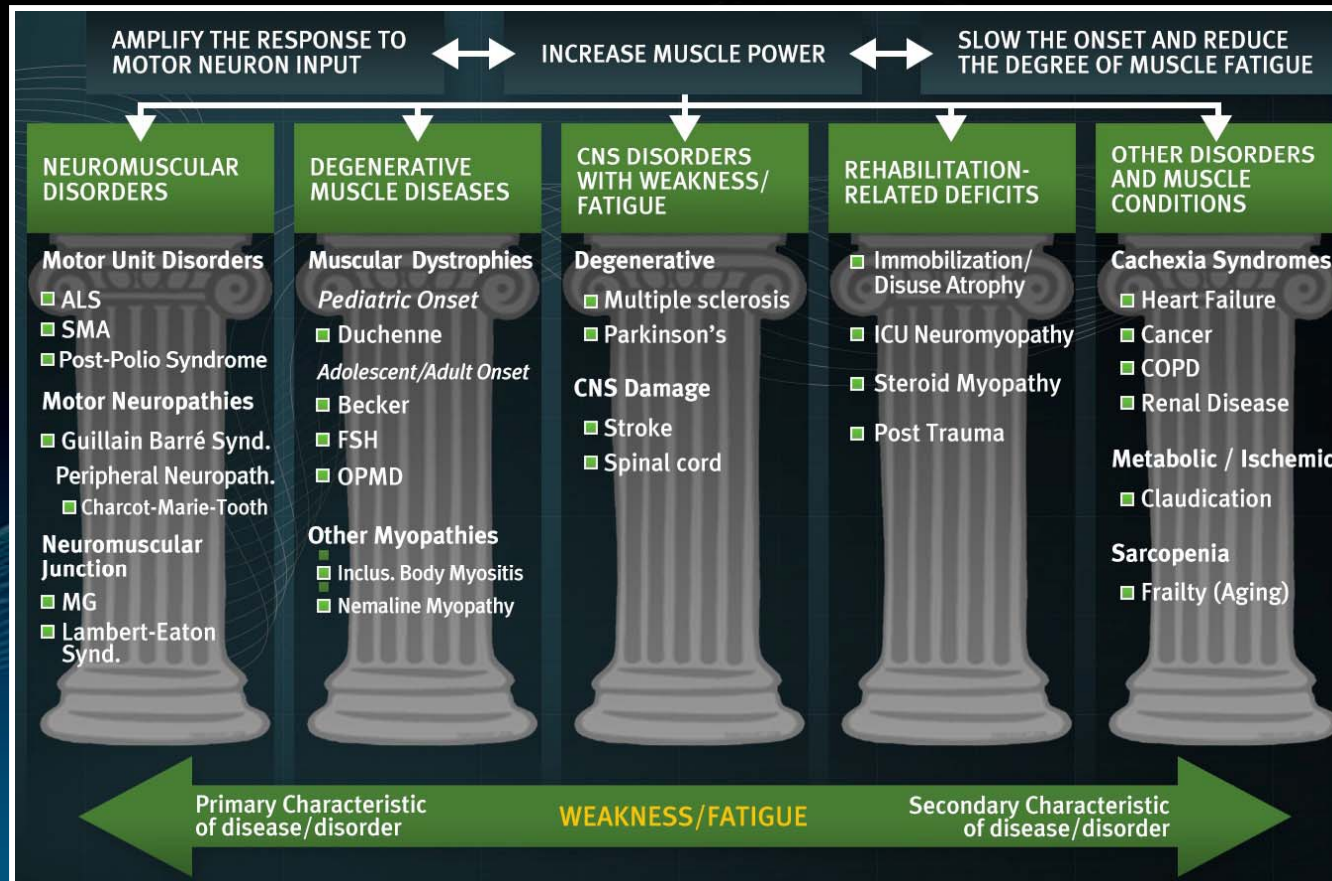 AMPLIFY THE RESPONSE TO
MOTOR NEURON INPUT
INCREASE MUSCLE POWER
SLOW THE ONSET AND REDUCE
THE DEGREE OF MUSCLE FATIGUE
NEUROMUSCULAR
DISORDERS
Motor Unit Disorders
ALS
SMA
Post-Polio Syndrome
Motor Neuropathies
Guillain Barré Synd.
Peripheral Neuropath.
Charcot-Marie-Tooth
Neuromuscular
Junction
MG
Lambert-Eaton
Synd.
DEGENERATIVE
MUSCLE DISEASES
Muscular Dystrophies
Pediatric Onset
Duchenne
Adolescent/Adult Onset
Becker
FSH
OPMD
Other Myopathies
Inclus. Body Myositis
Nemaline Myopathy
CNS DISORDERS
WITH WEAKNESS/
FATIGUE
Degenerative
Multiple sclerosis
Parkinson's
CNS Damage
Stroke
Spinal cord
REHABILITATION-
RELATED DEFICITS
Immobilization/
Disuse Atrophy
ICU Neuromyopathy
Steroid Myopathy
Post Trauma
OTHER DISORDERS
AND MUSCLE
CONDITIONS
Cachexia Syndromes
Heart Failure
Cancer
COPD
Renal Disease
Metabolic / Ischemic
Claudication
Sarcopenia
Frailty (Aging)
Primary Characteristic
of disease/disorder
WEAKNESS/FATIGUE
Secondary Characteristic
of disease/disorder